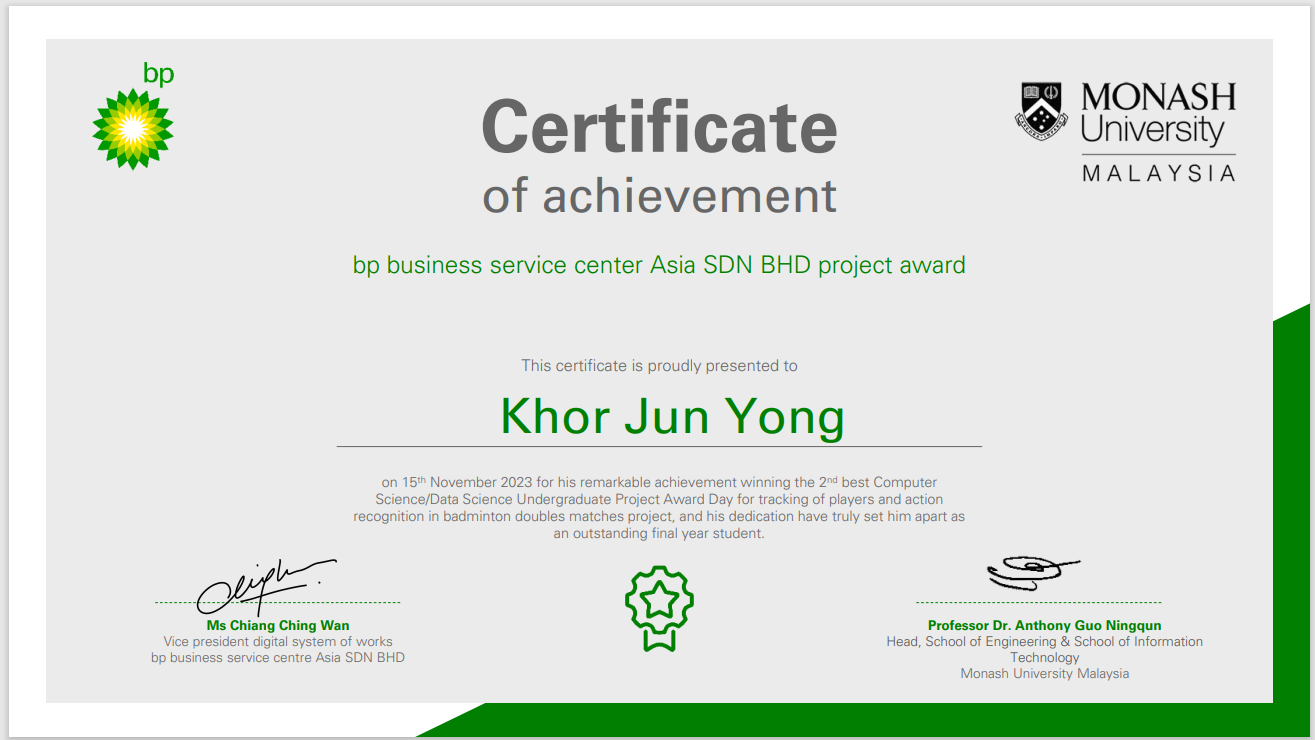 bp
Certificate
of achievement
MONASH
University
MALAYSIA
bp business service center Asia SDN BHD project award
This certificate is proudly presented to
Khor Jun Yong
on 15th November 2023 for his remarkable achievement winning the 2nd best Computer
Science/Data Science Undergraduate Project Award Day for tracking of players and action
recognition in badminton doubles matches project, and his dedication have truly set him apart as
an outstanding final year student.
Ms Chiang Ching Wan
Vice president digital system of works
bp business service centre Asia SDN BHD
Professor Dr. Anthony Guo Ningqun
Head, School of Engineering & School of Information
Technology
Monash University Malaysia